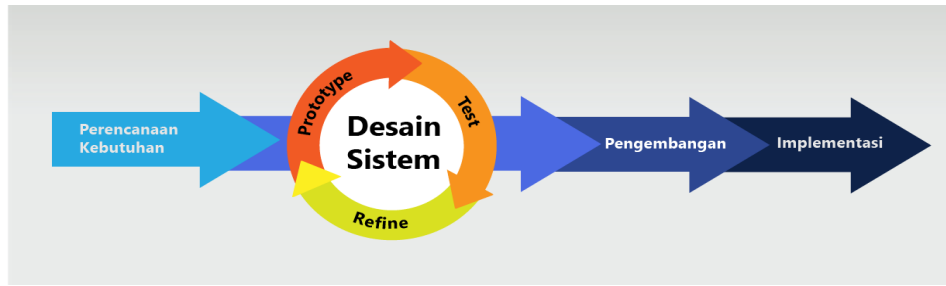 Perencanaan
Kebutuhan
Prototype
Test
Desain
Sistem
Refine
Pengembangan
Implementasi